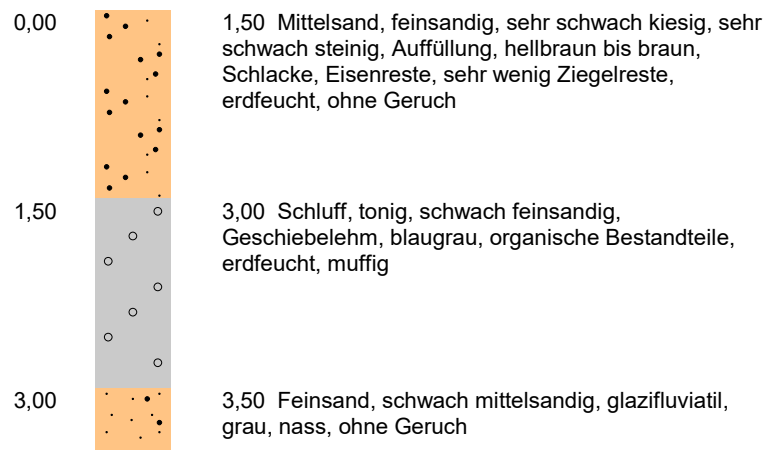 0,00
1,50 Mittelsand, feinsandig, sehr schwach kiesig, sehr
schwach steinig, Auffüllung, hellbraun bis braun,
Schlacke, Eisenreste, sehr wenig Ziegelreste,
erdfeucht, ohne Geruch
1,50
3,00 Schluff, tonig, schwach feinsandig,
Geschiebelehm, blaugrau, organische Bestandteile,
erdfeucht, muffig
3,00
3,50 Feinsand, schwach mittelsandig, glazifluviatil,
grau, nass, ohne Geruch